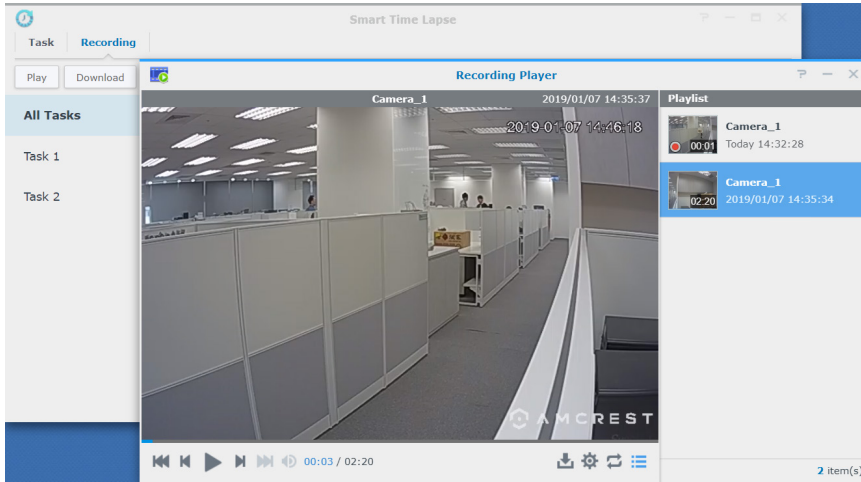 Smart Time Lapse
Task
Recording
Play
Download
Recording Player
All Tasks
Task 1
Task 2
Camera_1
2019/01/07 14:35:37
2019-01-07 14:46:18
AMCREST
00:03 / 02:20
Playlist
00:01
Camera_1
Today 14:32:28
02:20
Camera_1
2019/01/07 14:35:34
2 item(s)